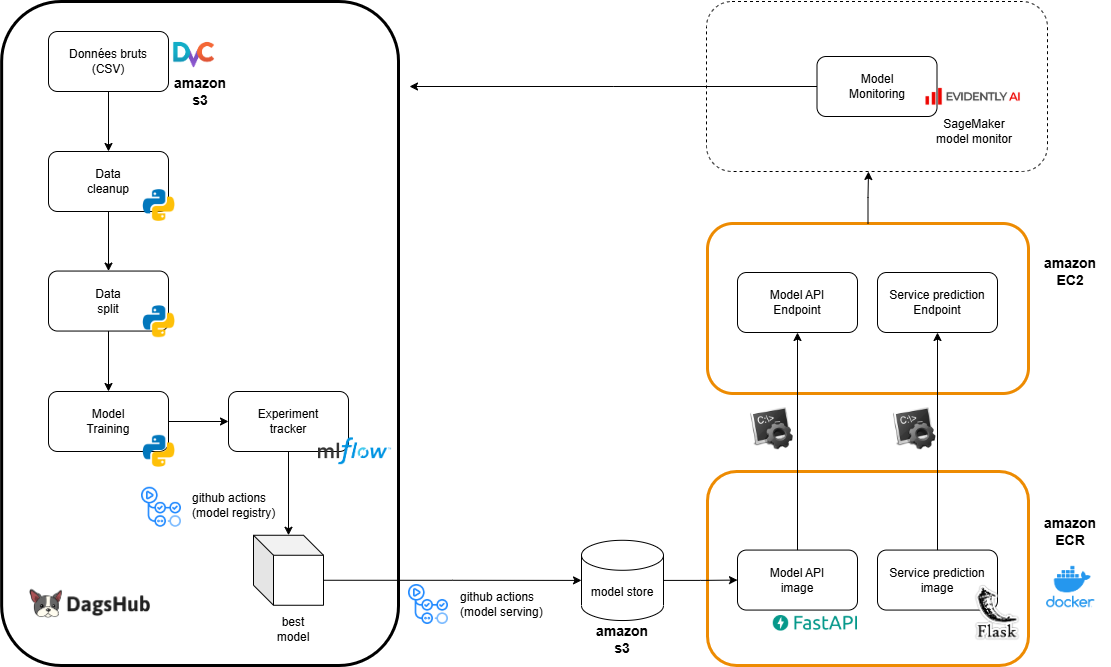 Données bruts
(CSV)
DVC
amazon
s3
Data
cleanup
Data
split
Model
Training
Experiment
tracker
mlflow
github actions
(model registry)
best
model
DagsHub
github actions
(model serving)
model store
amazon
s3
Model
Monitoring
EVIDENTLY AI
SageMaker
model monitor
amazon
EC2
Model API
Endpoint
Service prediction
Endpoint
C:\>_
C:\>_
amazon
ECR
Model API
image
Service prediction
image
FastAPI
Flask
docker